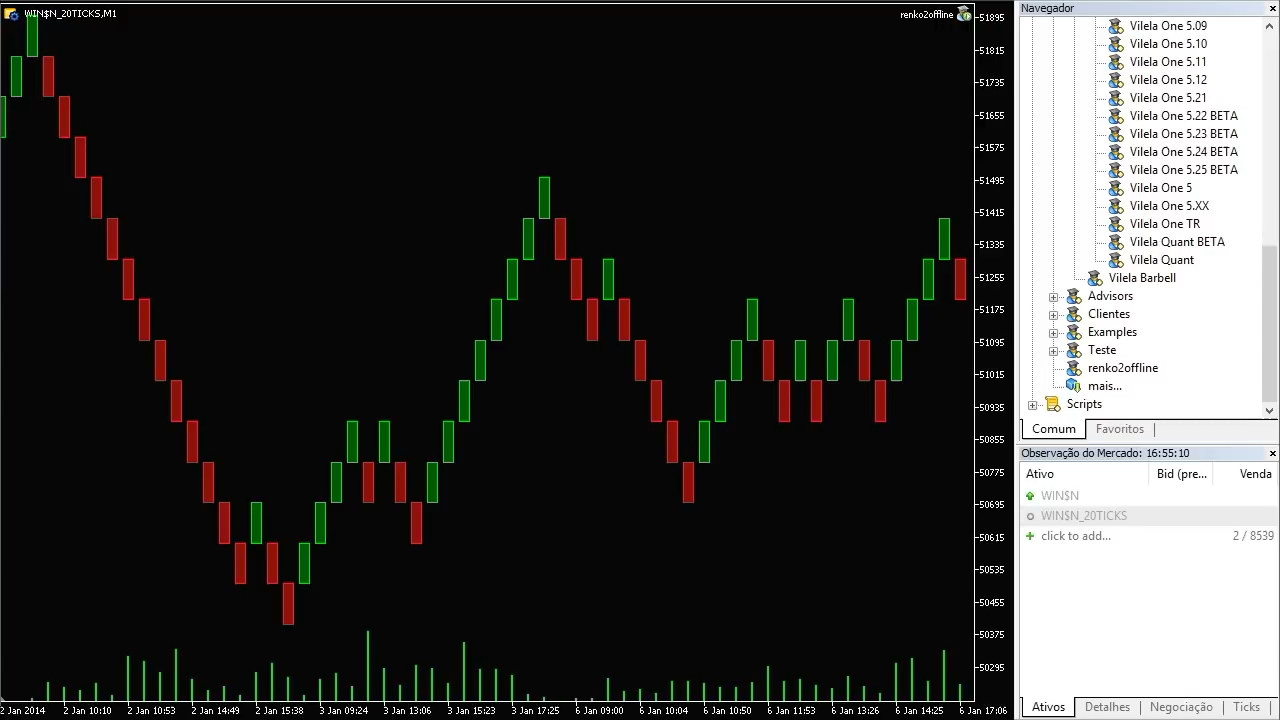 WIN$N_20TICKS.M1
renko2offline
51895
51815
51735
51655
51575
51495
51415
51335
51255
51175
51095
51015
50935
50855
50775
50695
50615
50535
50455
50375
50295
2 Jan 2014
2 Jan 10:10
2 Jan 10:53
2 Jan 14:49
2 Jan 15:38
3 Jan 09:26
3 Jan 13:06
3 Jan 15:23
3 Jan 17:25
6 Jan 09:00
6 Jan 10:04
6 Jan 10:50
6 Jan 11:53
6 Jan 13:26
6 Jan 14:25
6 Jan 17:06
Navegador
Vilela One 5.09
Vilela One 5.10
Vilela One 5.11
Vilela One 5.12
Vilela One 5.21
Vilela One 5.22 BETA
Vilela One 5.23 BETA
Vilela One 5.24 BETA
Vilela One 5.25 BETA
Vilela One 5
Vilela One 5.XX
Vilela One TR
Vilela Quant BETA
Vilela Quant
Vilela Barbell
Advisors
Clientes
Examples
Teste
renko2offline
mais...
Scripts
Comum Favoritos
Observação do Mercado: 16:55:10
Ativo Bid (pre... Venda
WIN$N
WIN$N_20TICKS
click to add... 2 / 8539
Ativos Detalhes Negociação Ticks